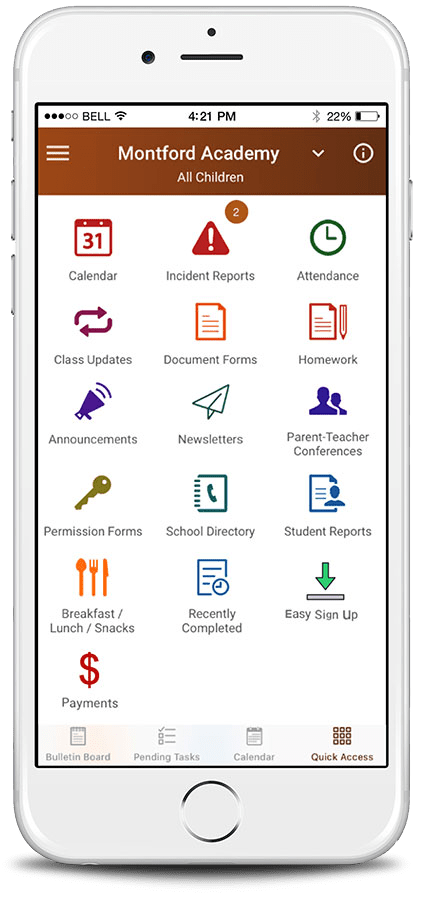 BELL 4:21 PM 22%
Montford Academy
All Children
2
31
Calendar Incident Reports Attendance
Class Updates Document Forms Homework
Announcements Newsletters Parent-Teacher
Conferences
Permission Forms School Directory Student Reports
Breakfast / Recently Easy Sign Up
Lunch / Snacks Completed
$
Payments
Bulletin Board Pending Tasks Calendar Quick Access